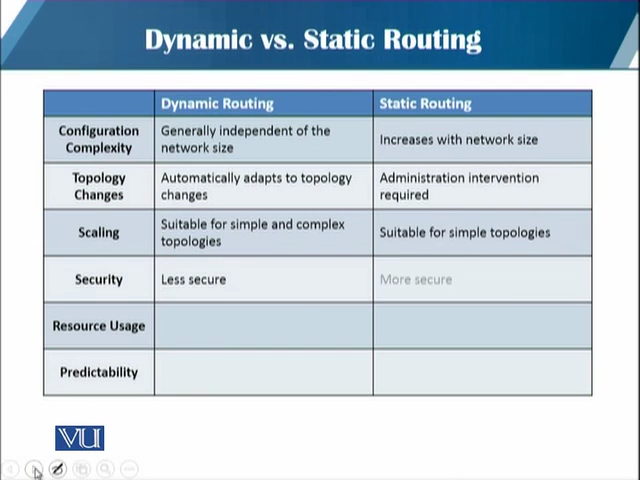 Dynamic vs. Static Routing
Dynamic Routing
Static Routing
Configuration
Complexity
Generally independent of the
network size
Increases with network size
Topology
Changes
Automatically adapts to topology
changes
Administration intervention
required
Scaling
Suitable for simple and complex
topologies
Suitable for simple topologies
Security
Less secure
More secure
Resource Usage
Predictability
VU